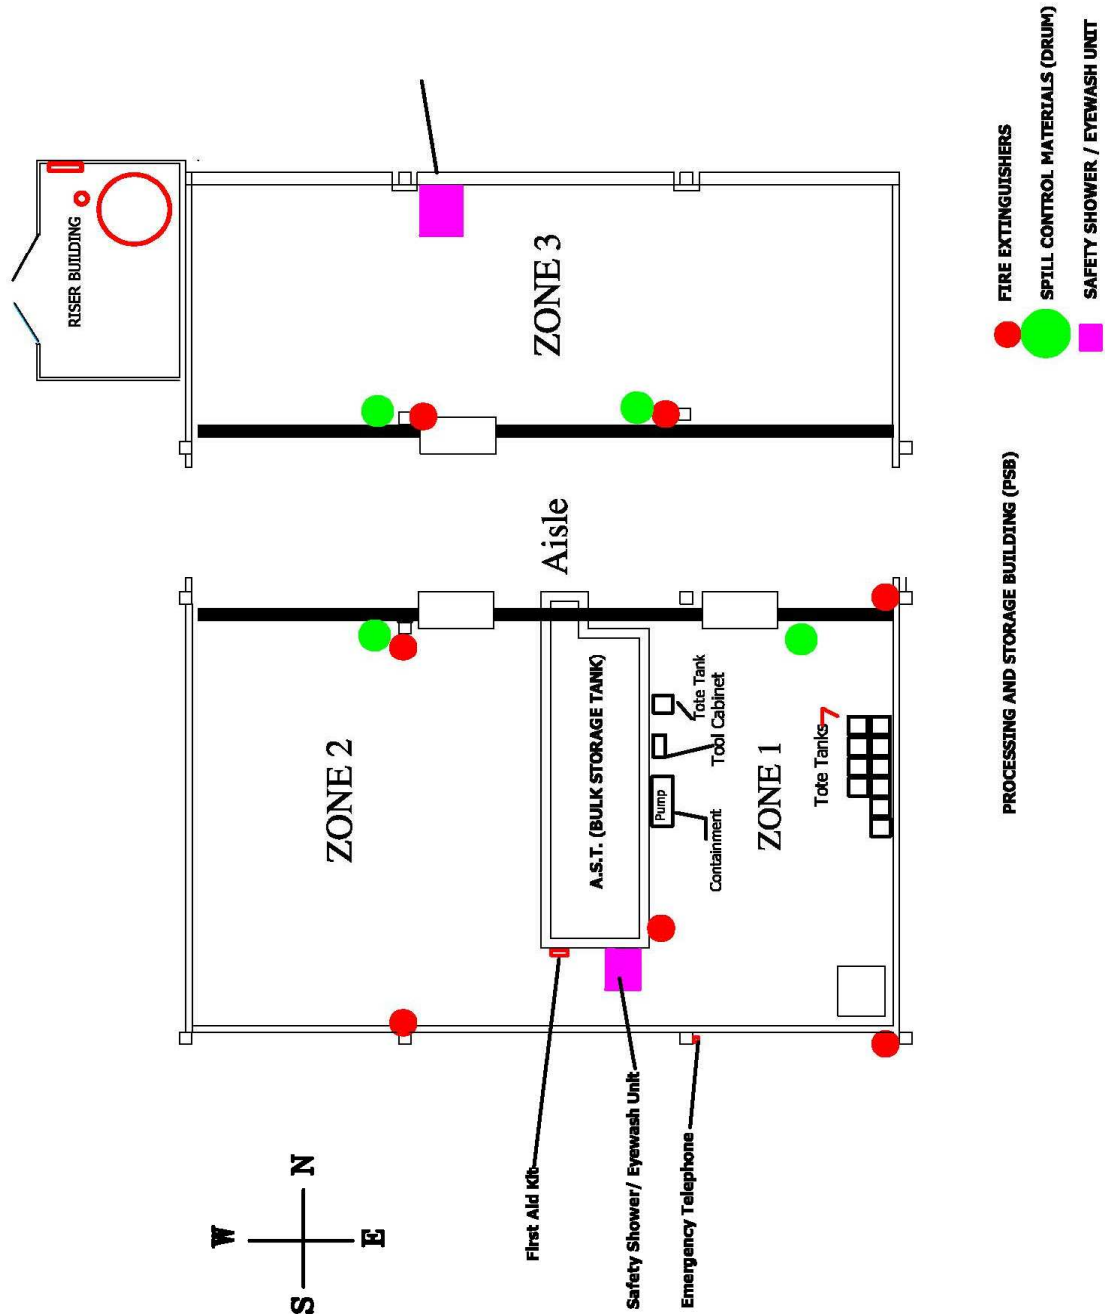 RISER BUILDING
ZONE 3
Aisle
ZONE 2
A.S.T. (BULK STORAGE TANK)
Tote Tank
Tool Cabinet
Pump
Containment
ZONE 1
Tote Tanks
First Aid Kit
Safety Shower/ Eyewash Unit
Emergency Telephone
N
W
E
S
FIRE EXTINGUISHERS
SPILL CONTROL MATERIALS (DRUM)
SAFETY SHOWER / EYEWASH UNIT
PROCESSING AND STORAGE BUILDING (PSB)